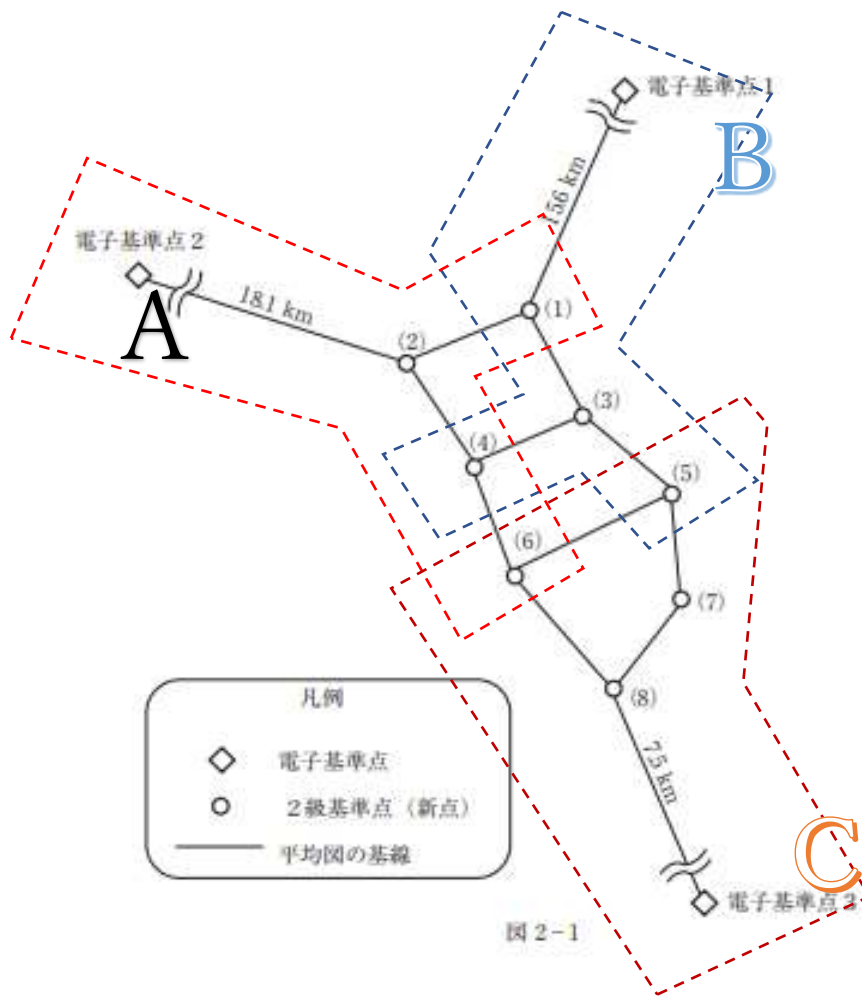 電子基準点1
B
156 km
電子基準点2
A
181 km
(1)
(2)
(3)
(4)
(5)
(6)
(7)
(8)
75 km
凡例
電子基準点
2級基準点（新点）
平均図の基線
C
電子基準点3
図2-1